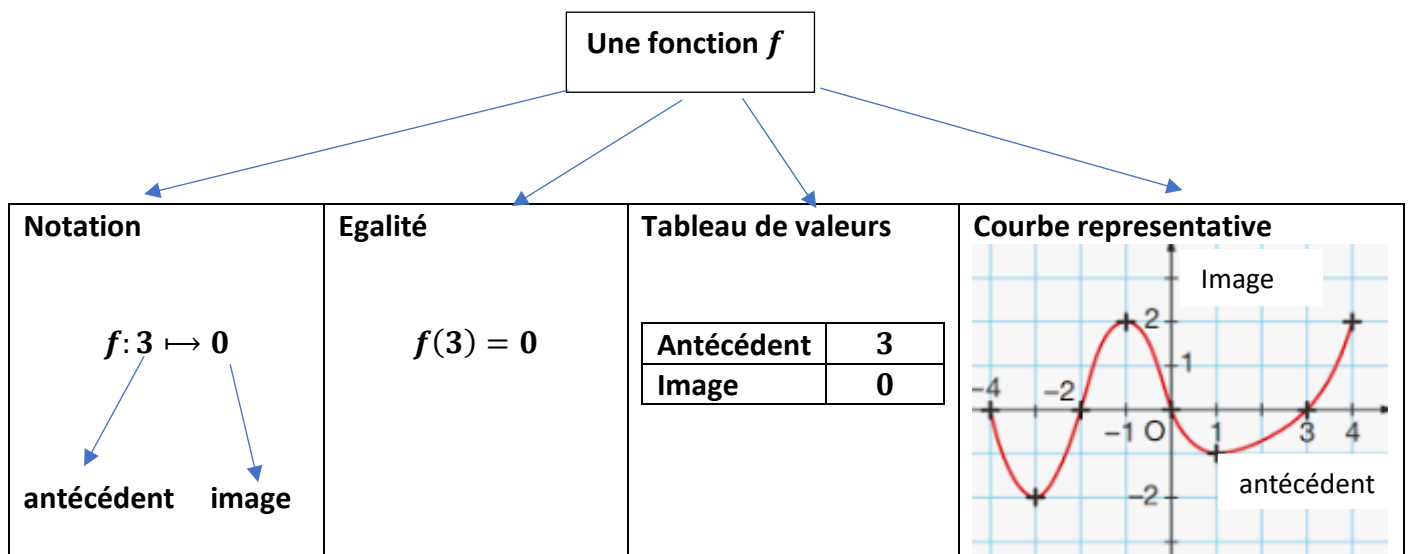 Une fonction f
Notation
f: 3 ⟼ 0
antécédent image
Egalité
f(3) = 0
Tableau de valeurs
Antécédent 3
Image 0
Courbe representative
Image
2
1
−4 −2
−1 O 1 3 4
antécédent
−2